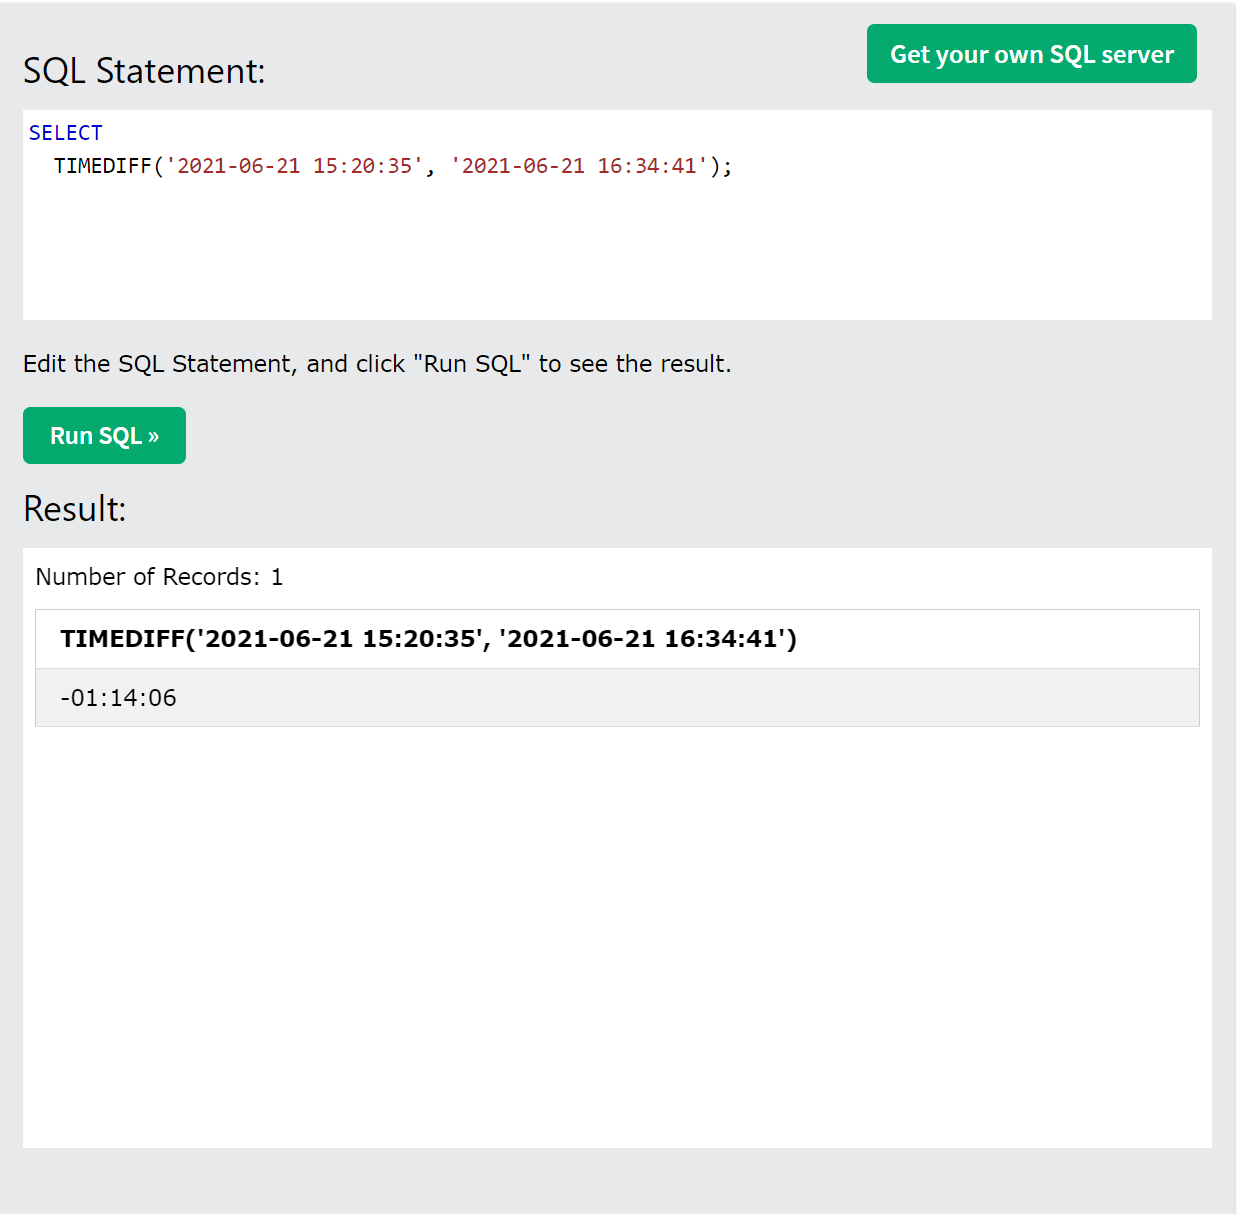 SQL Statement:
Get your own SQL server
SELECT
TIMEDIFF('2021-06-21 15:20:35', '2021-06-21 16:34:41');
Edit the SQL Statement, and click "Run SQL" to see the result.
Run SQL »
Result:
Number of Records: 1
TIMEDIFF('2021-06-21 15:20:35', '2021-06-21 16:34:41')
-01:14:06